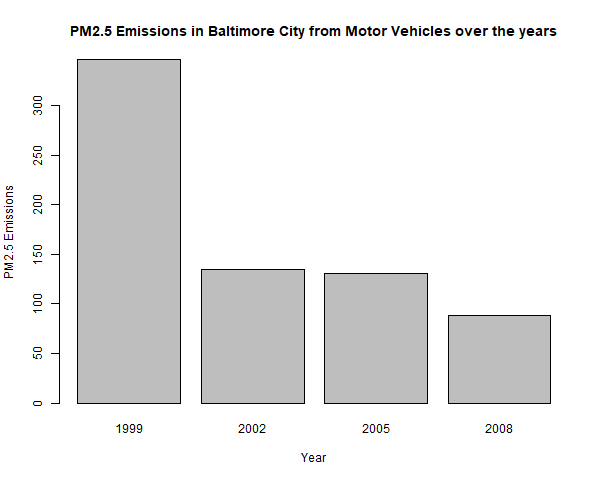 PM2.5 Emissions in Baltimore City from Motor Vehicles over the years
PM2.5 Emissions
300
250
200
150
100
50
0
1999 2002 2005 2008
Year